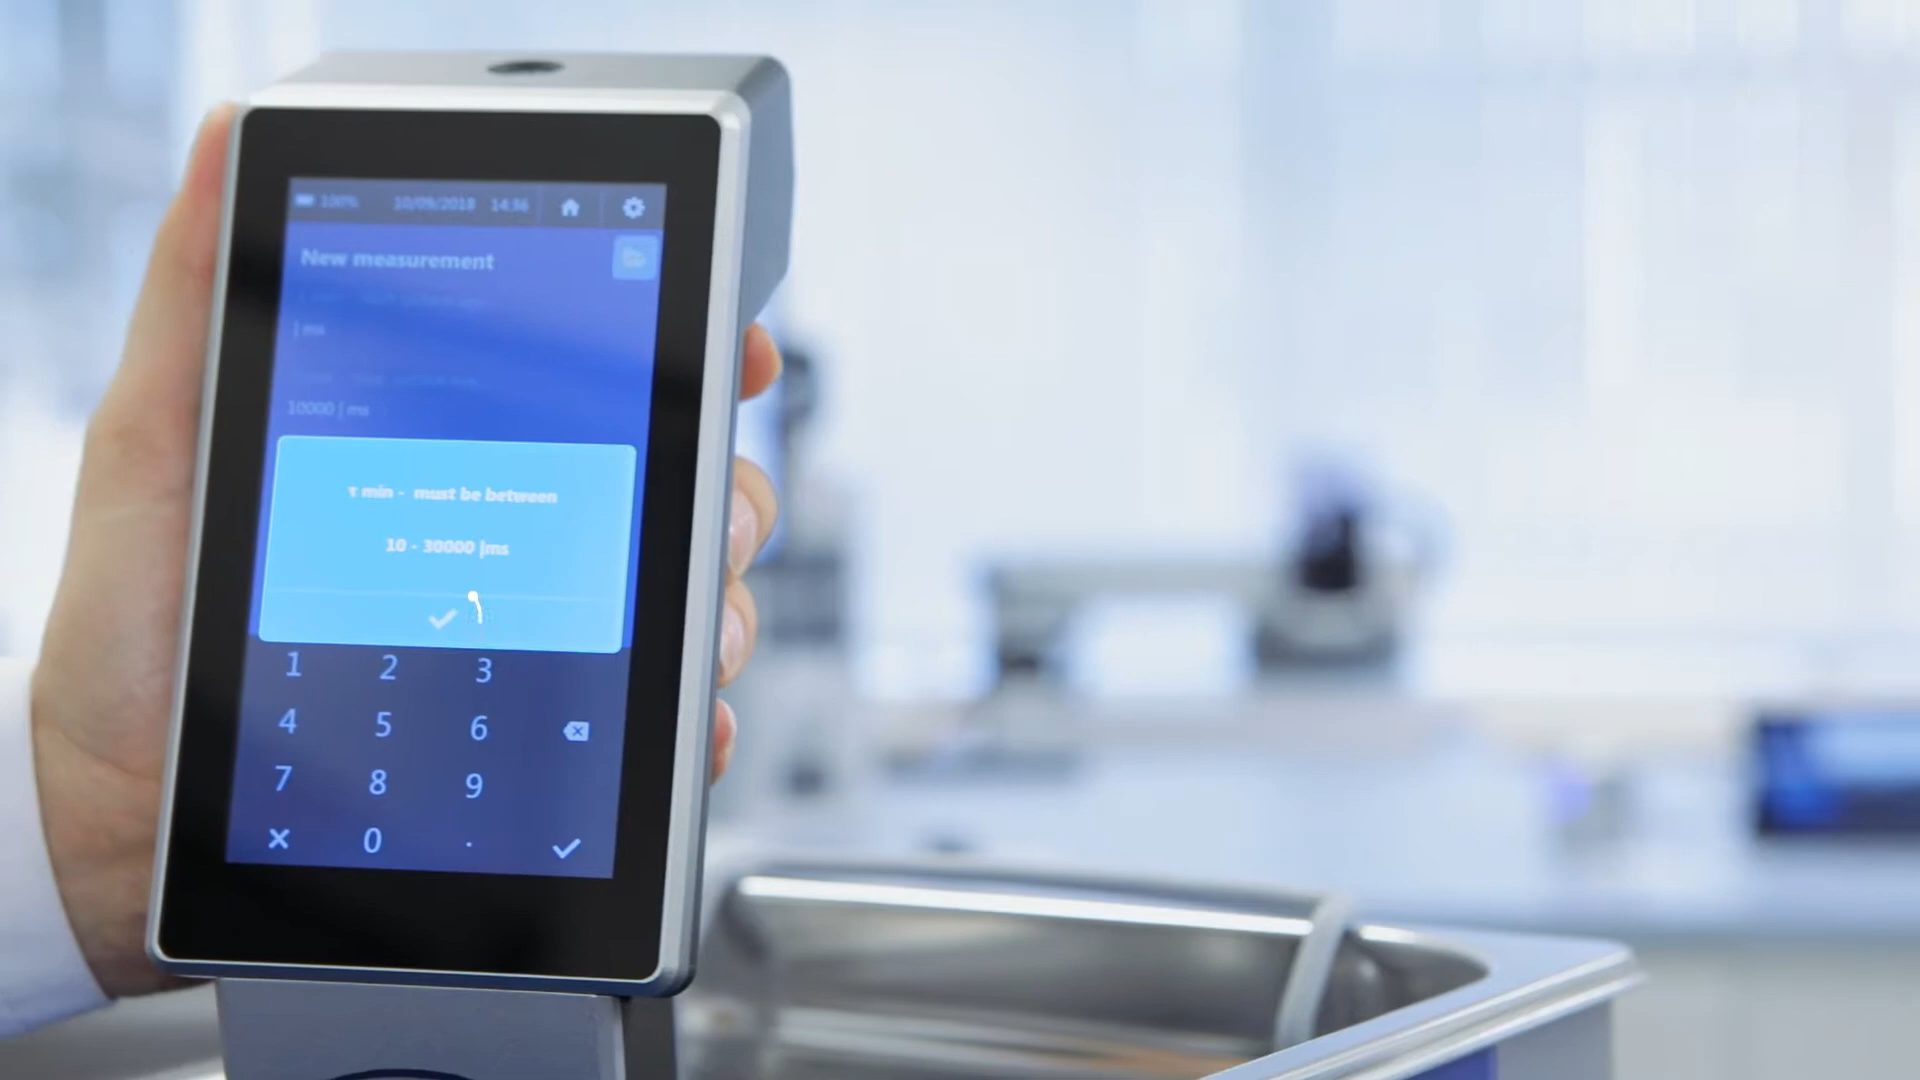 100% 10/09/2018 14:36
New measurement
| ms
10000 | ms
τ min - must be between
10 - 30000 |ms
1 2 3
4 5 6
7 8 9
0 .